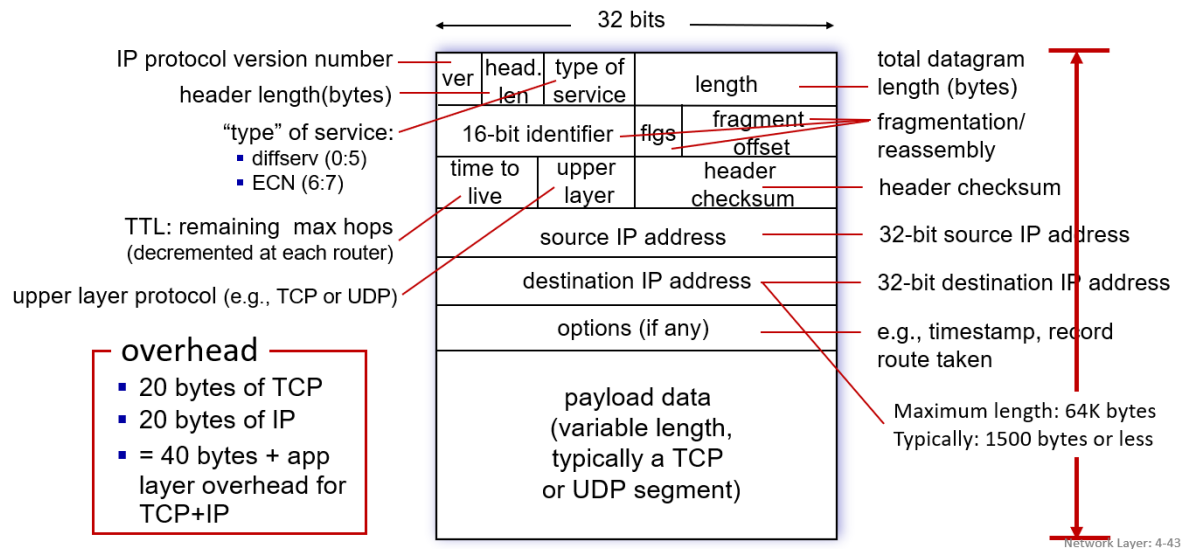 32 bits
IP protocol version number
header length(bytes)
"type" of service:
▪ diffserv (0:5)
▪ ECN (6:7)
TTL: remaining max hops
(decremented at each router)
upper layer protocol (e.g., TCP or UDP)
overhead
▪ 20 bytes of TCP
▪ 20 bytes of IP
▪ = 40 bytes + app
layer overhead for
TCP+IP
ver
head.
len
type of
service
length
16-bit identifier
flgs
fragment
offset
time to
live
upper
layer
header
checksum
source IP address
destination IP address
options (if any)
payload data
(variable length,
typically a TCP
or UDP segment)
total datagram
length (bytes)
fragmentation/
reassembly
header checksum
32-bit source IP address
32-bit destination IP address
e.g., timestamp, record
route taken
Maximum length: 64K bytes
Typically: 1500 bytes or less
Network Layer: 4-43